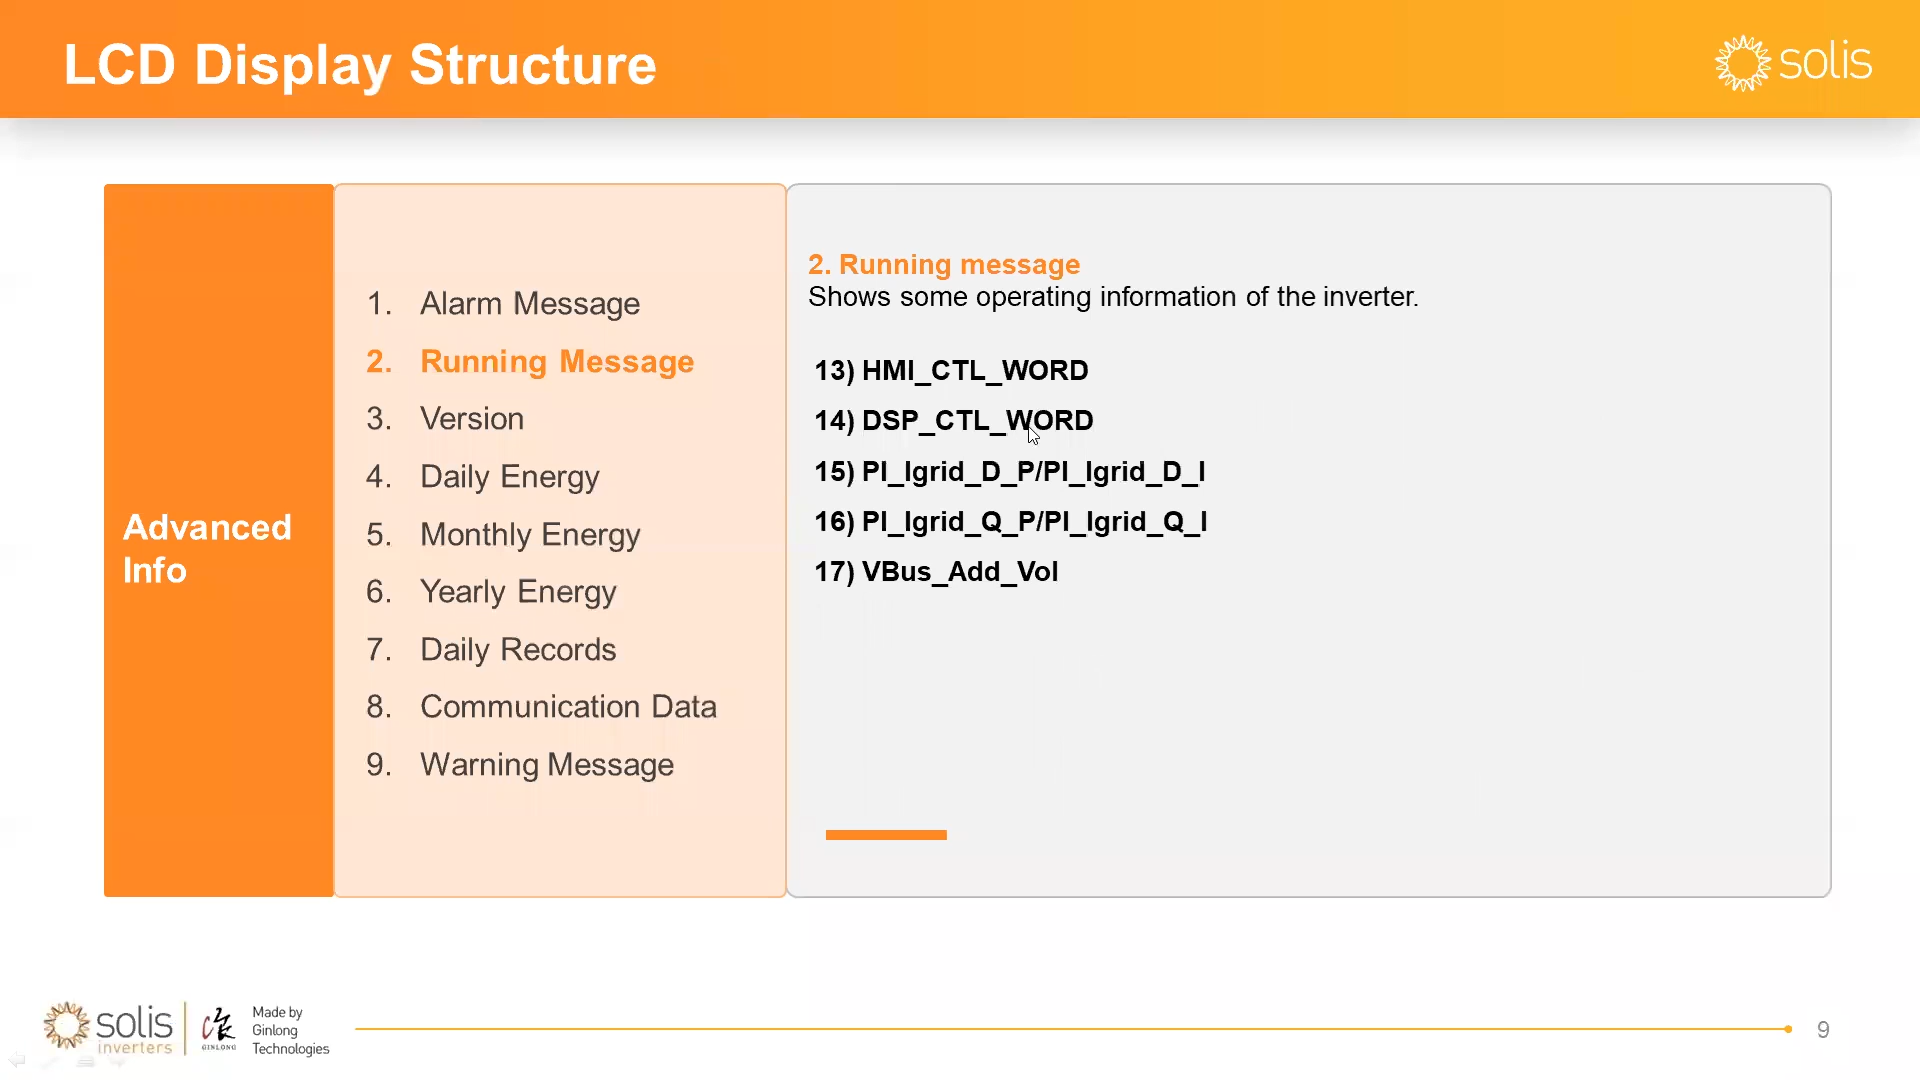 LCD Display Structure
solis
Advanced
Info
1. Alarm Message
2. Running Message
3. Version
4. Daily Energy
5. Monthly Energy
6. Yearly Energy
7. Daily Records
8. Communication Data
9. Warning Message
2. Running message
Shows some operating information of the inverter.
13) HMI_CTL_WORD
14) DSP_CTL_WORD
15) PI_Igrid_D_P/PI_Igrid_D_I
16) PI_Igrid_Q_P/PI_Igrid_Q_I
17) VBus_Add_Vol
solis
inverters
GINLONG
Made by
Ginlong
Technologies
9